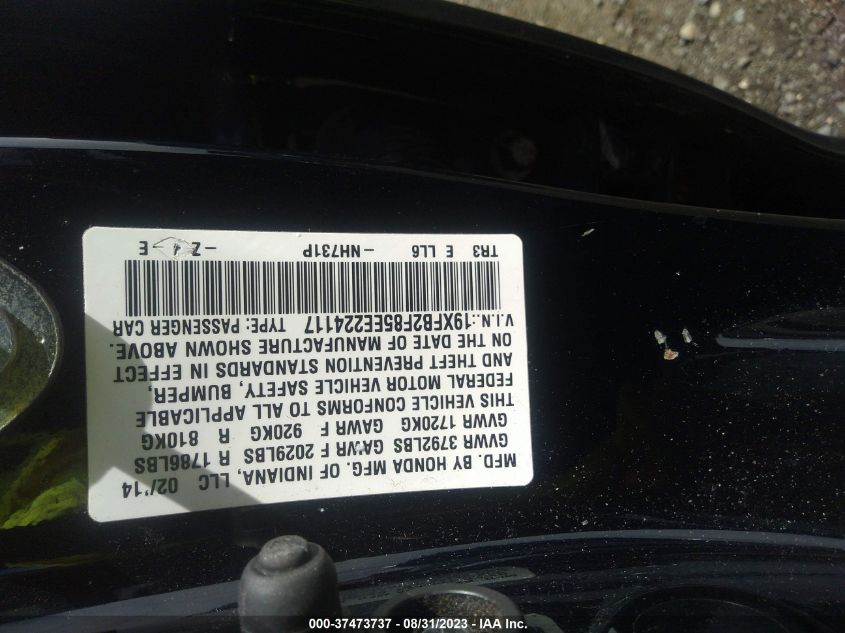 MFD. BY HONDA MFG. OF INDIANA, LLC 02/'14
GVWR 3792LBS GAWR F 2029LBS R 1786LBS
GVWR 1720KG GAWR F 920KG R 810KG
THIS VEHICLE CONFORMS TO ALL APPLICABLE
FEDERAL MOTOR VEHICLE SAFETY, BUMPER,
AND THEFT PREVENTION STANDARDS IN EFFECT
ON THE DATE OF MANUFACTURE SHOWN ABOVE.
V.I.N.: 19XFB2F85EE224117 TYPE: PASSENGER CAR
TR3 E LL6 -NH731P -Z E
000-37473737 / 08/31/2023 - IAA Inc.